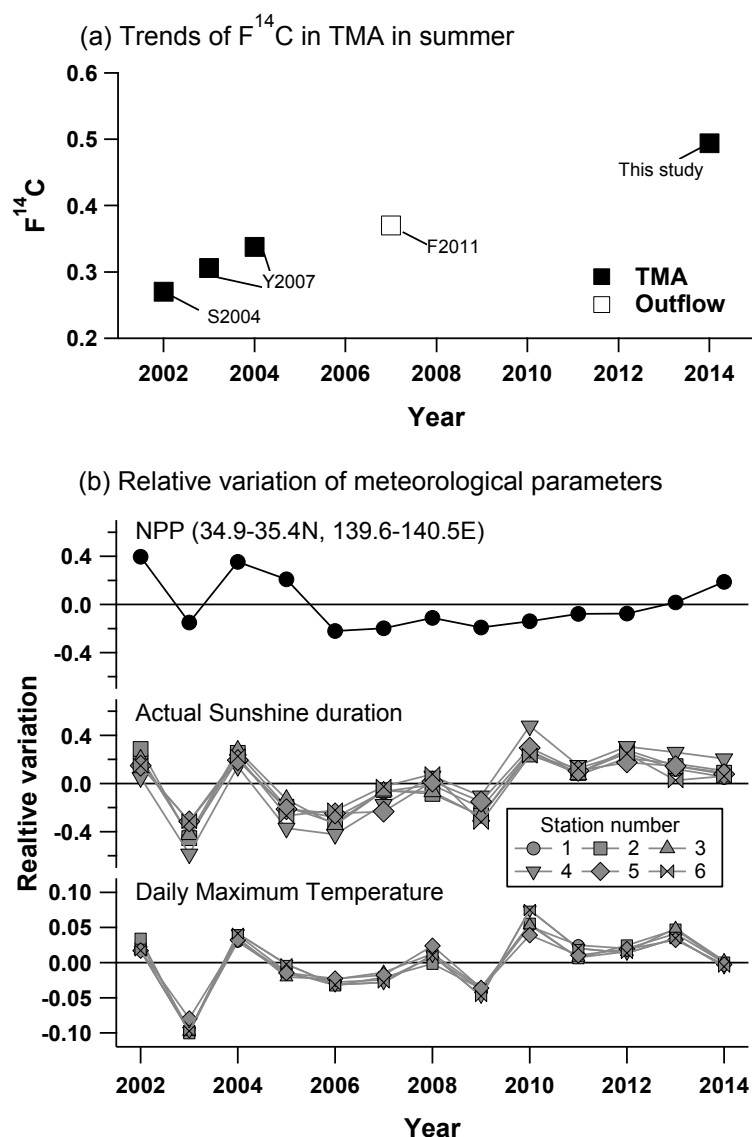 (a) Trends of F¹⁴C in TMA in summer
0.6
0.5
0.4
0.3
0.2
F¹⁴C
This study
F2011
Y2007
S2004
TMA
Outflow
2002 2004 2006 2008 2010 2012 2014
Year
(b) Relative variation of meteorological parameters
NPP (34.9-35.4N, 139.6-140.5E)
0.4
0.0
-0.4
Actual Sunshine duration
0.4
0.0
-0.4
Realtive variation
Station number
1 2 3
4 5 6
Daily Maximum Temperature
0.10
0.05
0.00
-0.05
-0.10
2002 2004 2006 2008 2010 2012 2014
Year